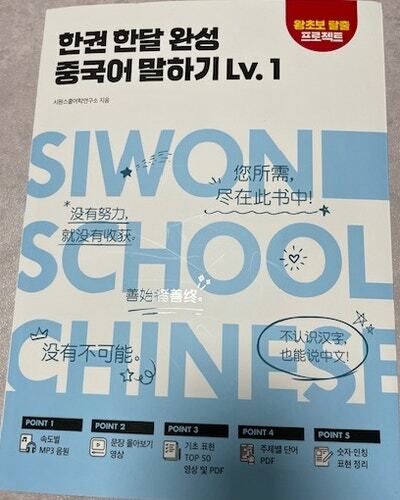 왕초보 탈출
프로젝트
한권 한달 완성
중국어 말하기 Lv. 1
시원스쿨어학연구소 지음
SIWON
SCHOOL
CHINESE
您所需，
尽在此书中！
没有努力，
就没有收获。
善始者善终。
没有不可能。
不认识汉字，
也能说中文！
POINT 1
속도별
MP3 음원
POINT 2
문장 몰아보기
영상
POINT 3
기초 표현
TOP 50
영상 및 PDF
POINT 4
주제별 단어
PDF
POINT 5
숫자·인칭
표현 정리